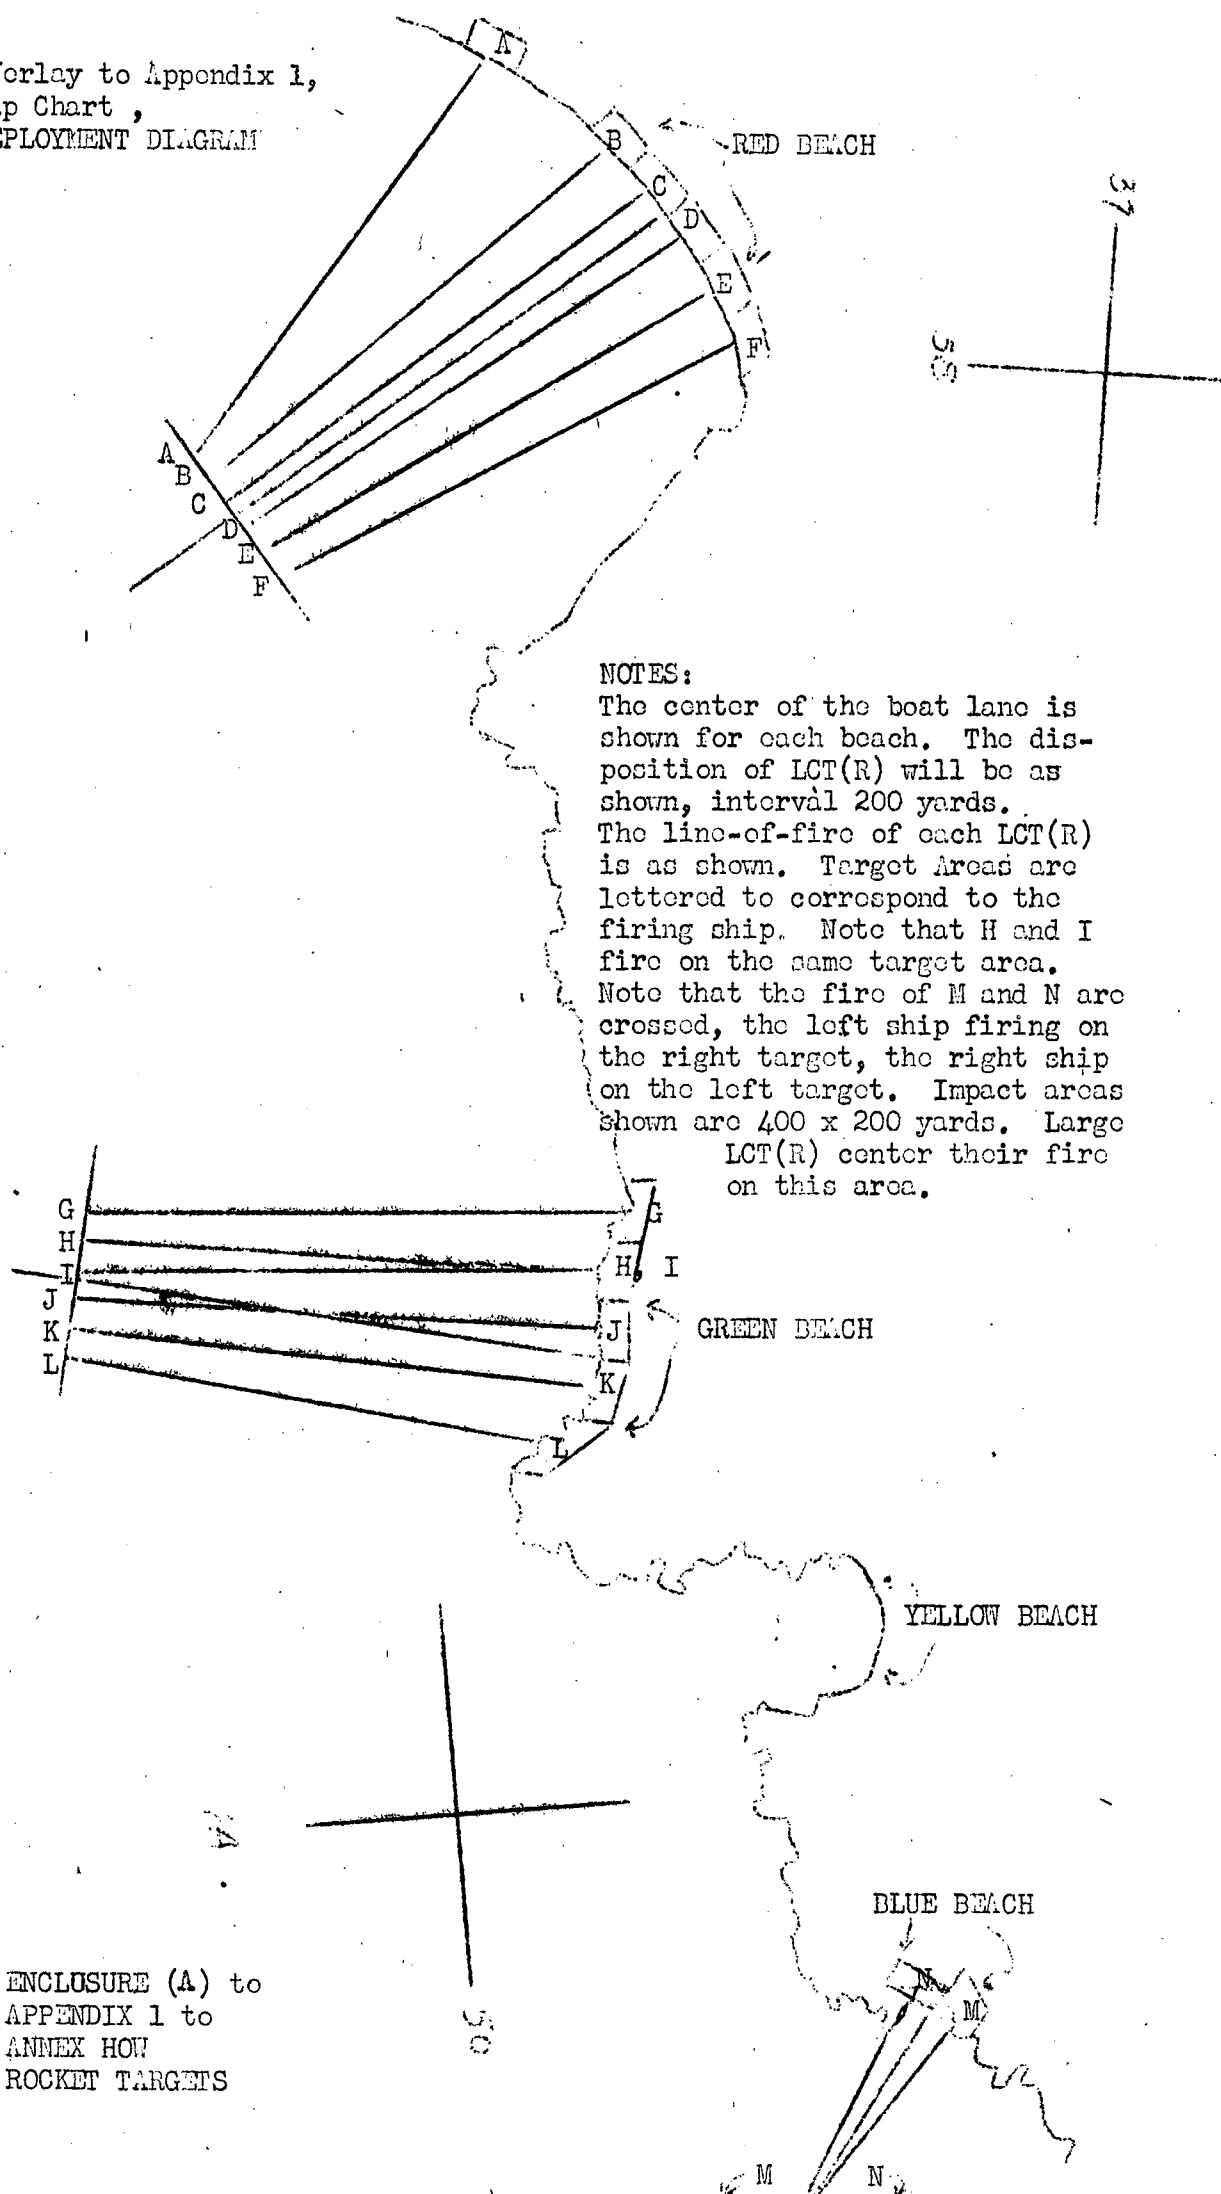 erlay to Appendix 1,
p Chart ,
EPLOYMENT DIAGRAM
A
B
RED BEACH
C
D
E
F
37
58
A
B
C
D
E
F
NOTES:
The center of the boat lane is
shown for each beach. The dis-
position of LCT(R) will be as
shown, interval 200 yards.
The line-of-fire of each LCT(R)
is as shown. Target Areas are
lettered to correspond to the
firing ship. Note that H and I
fire on the same target area.
Note that the fire of M and N are
crossed, the left ship firing on
the right target, the right ship
on the left target. Impact areas
shown are 400 x 200 yards. Large
LCT(R) center their fire
on this area.
G
H
I
J
K
L
G
H, I
J
GREEN BEACH
K
L
YELLOW BEACH
BLUE BEACH
N
M
50
ENCLOSURE (A) to
APPENDIX 1 to
ANNEX HOW
ROCKET TARGETS
M N